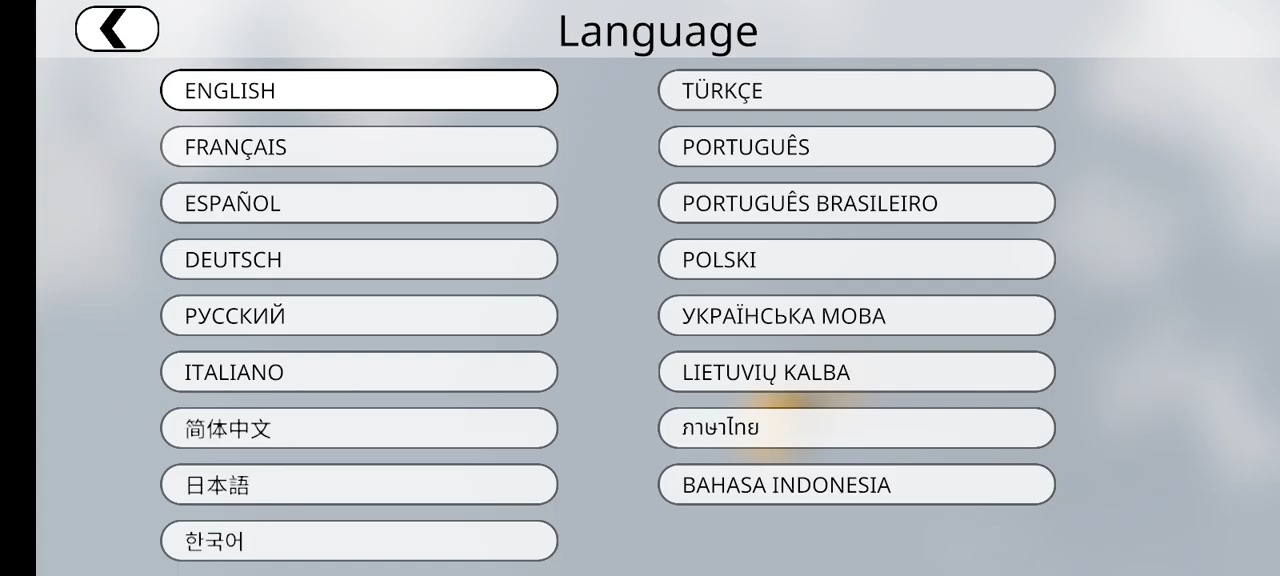 Language
ENGLISH
FRANÇAIS
ESPAÑOL
DEUTSCH
РУССКИЙ
ITALIANO
简体中文
日本語
한국어
TÜRKÇE
PORTUGUÊS
PORTUGUÊS BRASILEIRO
POLSKI
УКРАЇНСЬКА МОВА
LIETUVIŲ KALBA
ภาษาไทย
BAHASA INDONESIA